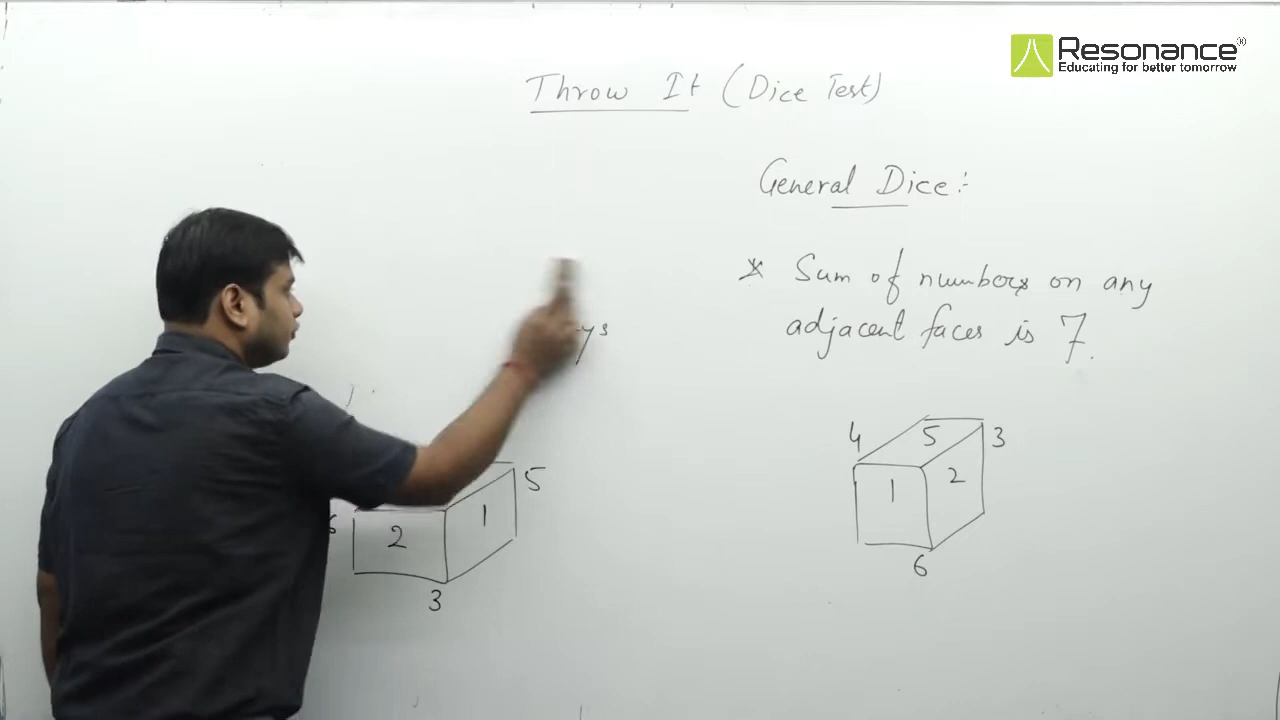 Resonance®
Educating for better tomorrow
Throw It (Dice Test)
General Dice :-
* Sum of numbers on any
adjacent faces is 7.
4 5 3
1 2
6
5
2 1
3